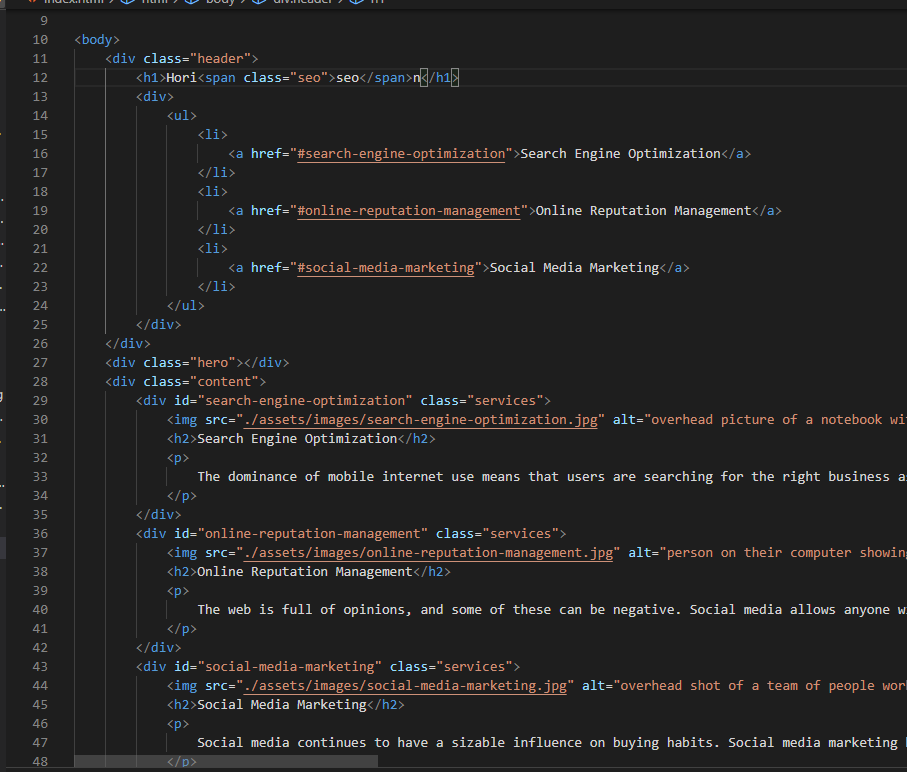 index.html > html > body > div.header > h1
9
10 <body>
11 <div class="header">
12 <h1>Hori<span class="seo">seo</span>n</h1>
13 <div>
14 <ul>
15 <li>
16 <a href="#search-engine-optimization">Search Engine Optimization</a>
17 </li>
18 <li>
19 <a href="#online-reputation-management">Online Reputation Management</a>
20 </li>
21 <li>
22 <a href="#social-media-marketing">Social Media Marketing</a>
23 </li>
24 </ul>
25 </div>
26 </div>
27 <div class="hero"></div>
28 <div class="content">
29 <div id="search-engine-optimization" class="services">
30 <img src="./assets/images/search-engine-optimization.jpg" alt="overhead picture of a notebook wi
31 <h2>Search Engine Optimization</h2>
32 <p>
33 The dominance of mobile internet use means that users are searching for the right business a
34 </p>
35 </div>
36 <div id="online-reputation-management" class="services">
37 <img src="./assets/images/online-reputation-management.jpg" alt="person on their computer showing
38 <h2>Online Reputation Management</h2>
39 <p>
40 The web is full of opinions, and some of these can be negative. Social media allows anyone w
41 </p>
42 </div>
43 <div id="social-media-marketing" class="services">
44 <img src="./assets/images/social-media-marketing.jpg" alt="overhead shot of a team of people wor
45 <h2>Social Media Marketing</h2>
46 <p>
47 Social media continues to have a sizable influence on buying habits. Social media marketing
48 </p>